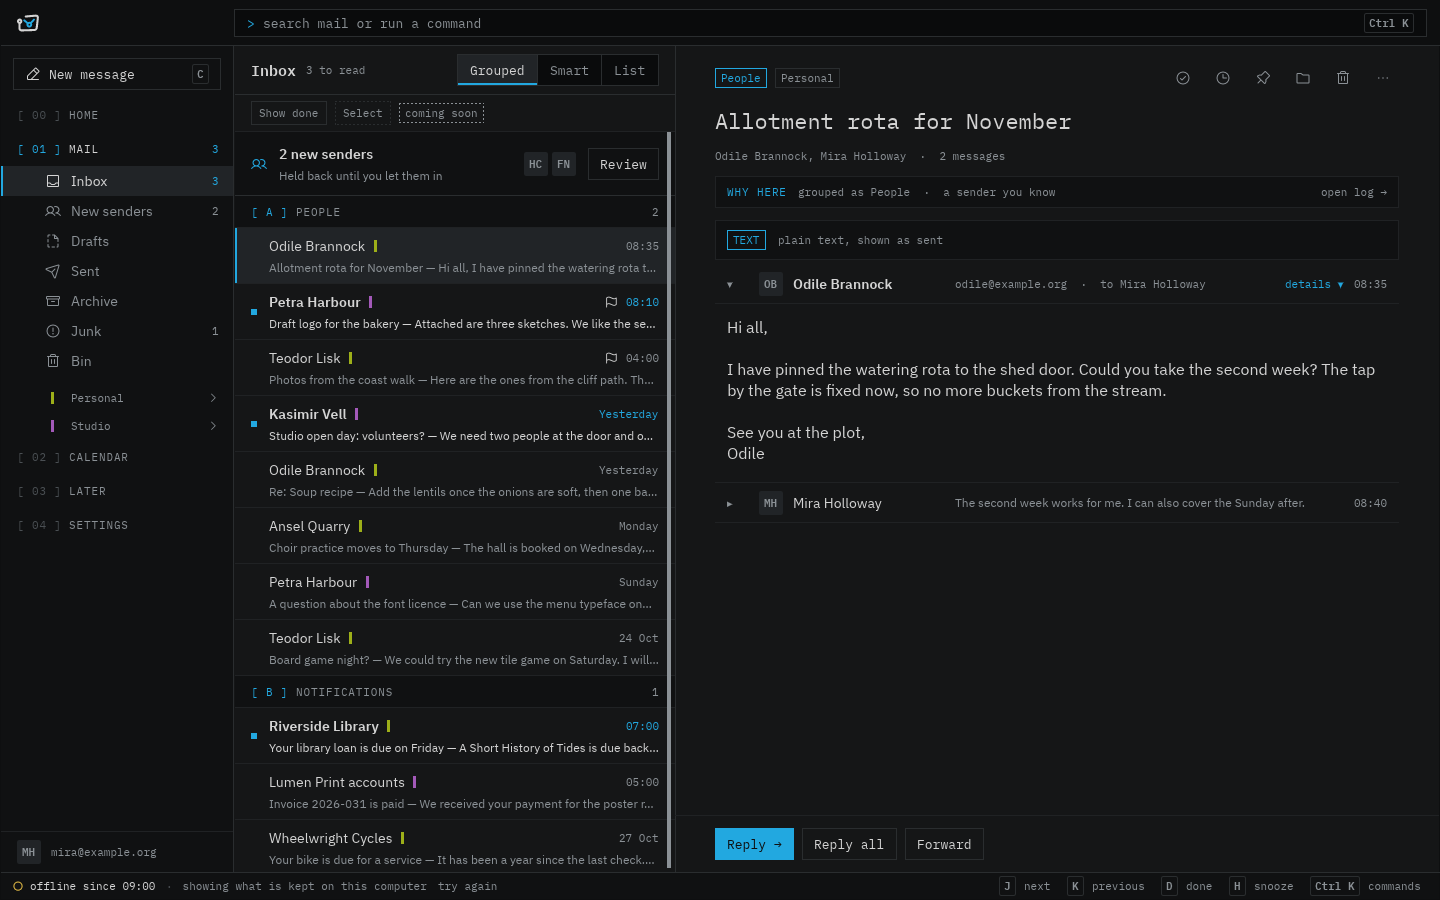 > search mail or run a command Ctrl K
New message C
[ 00 ] HOME
[ 01 ] MAIL 3
Inbox 3
New senders 2
Drafts
Sent
Archive
Junk 1
Bin
Personal
Studio
[ 02 ] CALENDAR
[ 03 ] LATER
[ 04 ] SETTINGS
MH mira@example.org
Inbox 3 to read Grouped Smart List
Show done Select coming soon
2 new senders
Held back until you let them in
HC FN Review
[ A ] PEOPLE 2
Odile Brannock 08:35
Allotment rota for November — Hi all, I have pinned the watering rota t...
Petra Harbour 08:10
Draft logo for the bakery — Attached are three sketches. We like the se...
Teodor Lisk 04:00
Photos from the coast walk — Here are the ones from the cliff path. Th...
Kasimir Vell Yesterday
Studio open day: volunteers? — We need two people at the door and o...
Odile Brannock Yesterday
Re: Soup recipe — Add the lentils once the onions are soft, then one ba...
Ansel Quarry Monday
Choir practice moves to Thursday — The hall is booked on Wednesday,...
Petra Harbour Sunday
A question about the font licence — Can we use the menu typeface on...
Teodor Lisk 24 Oct
Board game night? — We could try the new tile game on Saturday. I will...
[ B ] NOTIFICATIONS 1
Riverside Library 07:00
Your library loan is due on Friday — A Short History of Tides is due back...
Lumen Print accounts 05:00
Invoice 2026-031 is paid — We received your payment for the poster r...
Wheelwright Cycles 27 Oct
Your bike is due for a service — It has been a year since the last check....
People Personal
Allotment rota for November
Odile Brannock, Mira Holloway · 2 messages
WHY HERE grouped as People · a sender you know open log →
TEXT plain text, shown as sent
▾ OB Odile Brannock odile@example.org · to Mira Holloway details ▾ 08:35
Hi all,
I have pinned the watering rota to the shed door. Could you take the second week? The tap
by the gate is fixed now, so no more buckets from the stream.
See you at the plot,
Odile
▸ MH Mira Holloway The second week works for me. I can also cover the Sunday after. 08:40
Reply → Reply all Forward
offline since 09:00 · showing what is kept on this computer try again
J next K previous D done H snooze Ctrl K commands